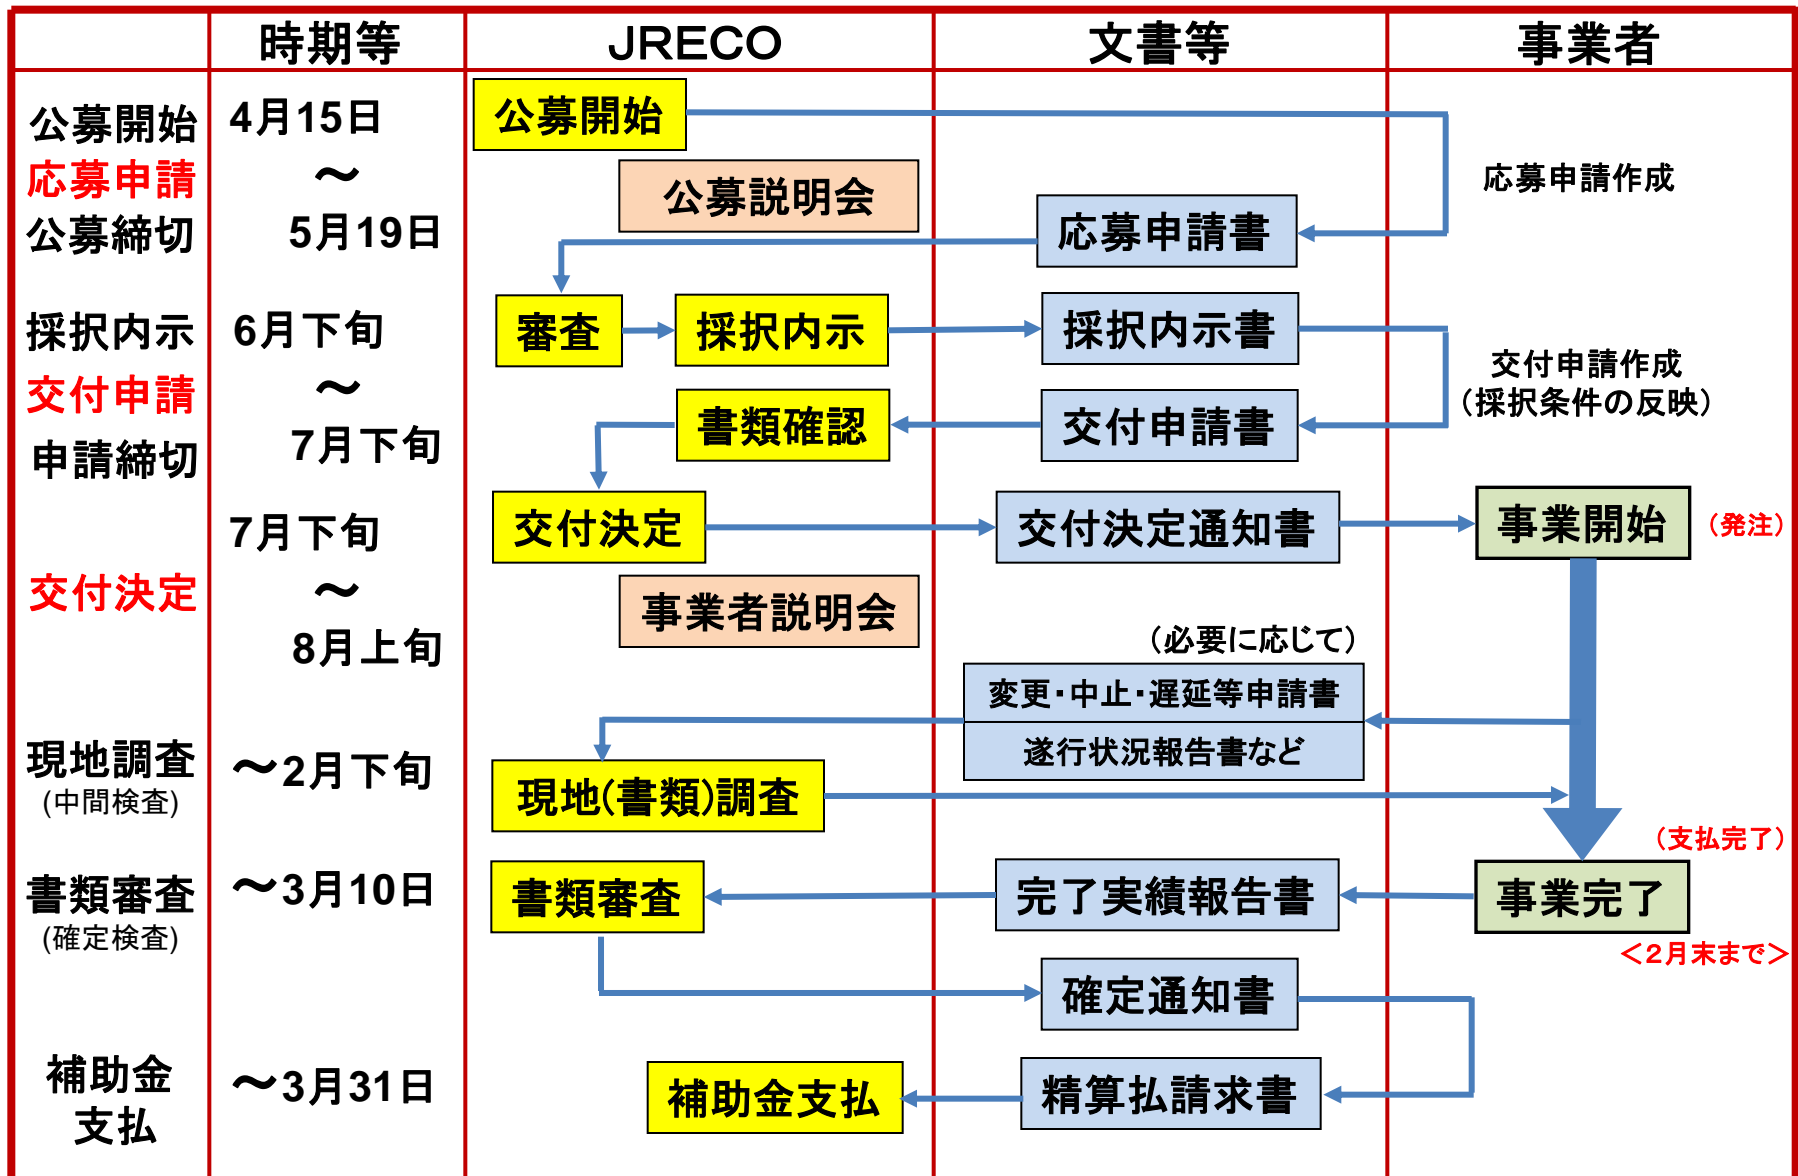 時期等
JRECO
文書等
事業者
公募開始
応募申請
公募締切
4月15日
～
5月19日
公募開始
公募説明会
応募申請書
応募申請作成
採択内示
交付申請
申請締切
6月下旬
～
7月下旬
審査
採択内示
採択内示書
書類確認
交付申請書
交付申請作成
（採択条件の反映）
交付決定
7月下旬
～
8月上旬
交付決定
交付決定通知書
事業開始
（発注）
事業者説明会
（必要に応じて）
変更・中止・遅延等申請書
遂行状況報告書など
現地調査
(中間検査)
～2月下旬
現地(書類)調査
（支払完了）
書類審査
(確定検査)
～3月10日
書類審査
完了実績報告書
事業完了
＜2月末まで＞
確定通知書
補助金
支払
～3月31日
補助金支払
精算払請求書